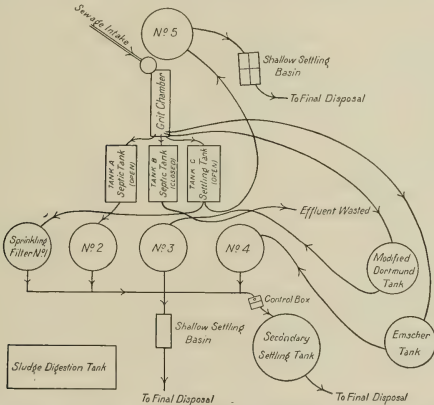 Sewage Intake
Nº 5
Shallow Settling
Basin
To Final Disposal
Grit Chamber
TANK A
Septic Tank
(OPEN)
TANK B
Septic Tank
(CLOSED)
TANK C
Settling Tank
(OPEN)
Effluent Wasted
Sprinkling
Filter Nº1
Nº 2
Nº 3
Nº 4
Modified
Dortmund
Tank
Control Box
Shallow Settling
Basin
Secondary
Settling Tank
Emscher
Tank
Sludge Digestion Tank
To Final Disposal
To Final Disposal